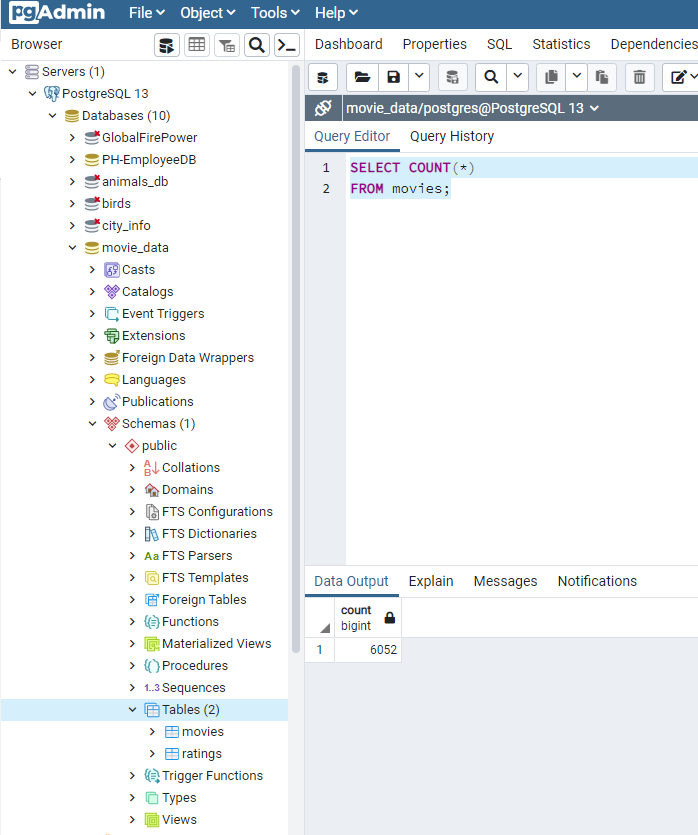 pgAdmin File Object Tools Help
Browser
Dashboard Properties SQL Statistics Dependencies
Servers (1)
PostgreSQL 13
Databases (10)
GlobalFirePower
PH-EmployeeDB
animals_db
birds
city_info
movie_data
Casts
Catalogs
Event Triggers
Extensions
Foreign Data Wrappers
Languages
Publications
Schemas (1)
public
Collations
Domains
FTS Configurations
FTS Dictionaries
Aa FTS Parsers
FTS Templates
Foreign Tables
Functions
Materialized Views
Procedures
1..3 Sequences
Tables (2)
movies
ratings
Trigger Functions
Types
Views
movie_data/postgres@PostgreSQL 13
Query Editor Query History
1 SELECT COUNT(*)
2 FROM movies;
Data Output Explain Messages Notifications
count
bigint
1 6052